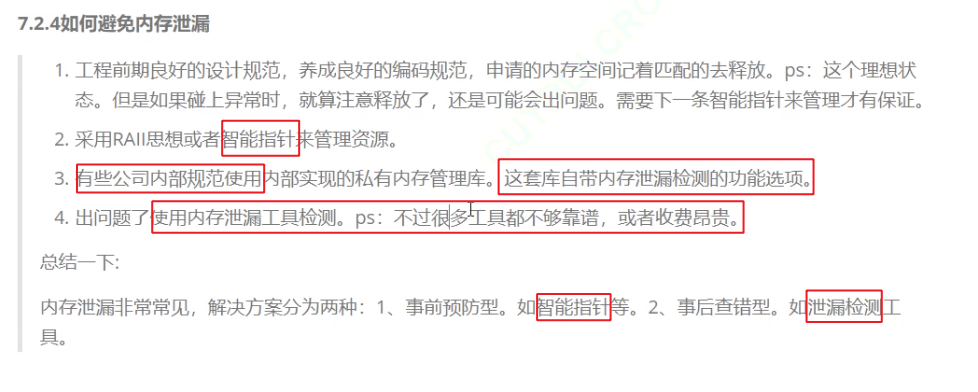 7.2.4如何避免内存泄漏
1. 工程前期良好的设计规范，养成良好的编码规范，申请的内存空间记着匹配的去释放。ps：这个理想状
态。但是如果碰上异常时，就算注意释放了，还是可能会出问题。需要下一条智能指针来管理才有保证。
2. 采用RAII思想或者智能指针来管理资源。
3. 有些公司内部规范使用内部实现的私有内存管理库。这套库自带内存泄漏检测的功能选项。
4. 出问题了使用内存泄漏工具检测。ps：不过很多工具都不够靠谱，或者收费昂贵。
总结一下:
内存泄漏非常常见，解决方案分为两种：1、事前预防型。如智能指针等。2、事后查错型。如泄漏检测工
具。